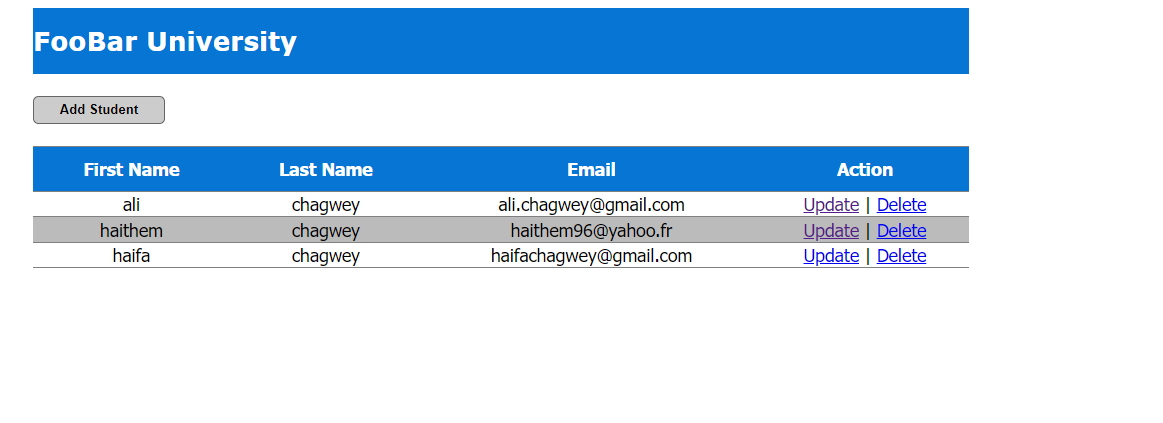 FooBar University
Add Student
First Name Last Name Email Action
ali chagwey ali.chagwey@gmail.com Update | Delete
haithem chagwey haithem96@yahoo.fr Update | Delete
haifa chagwey haifachagwey@gmail.com Update | Delete